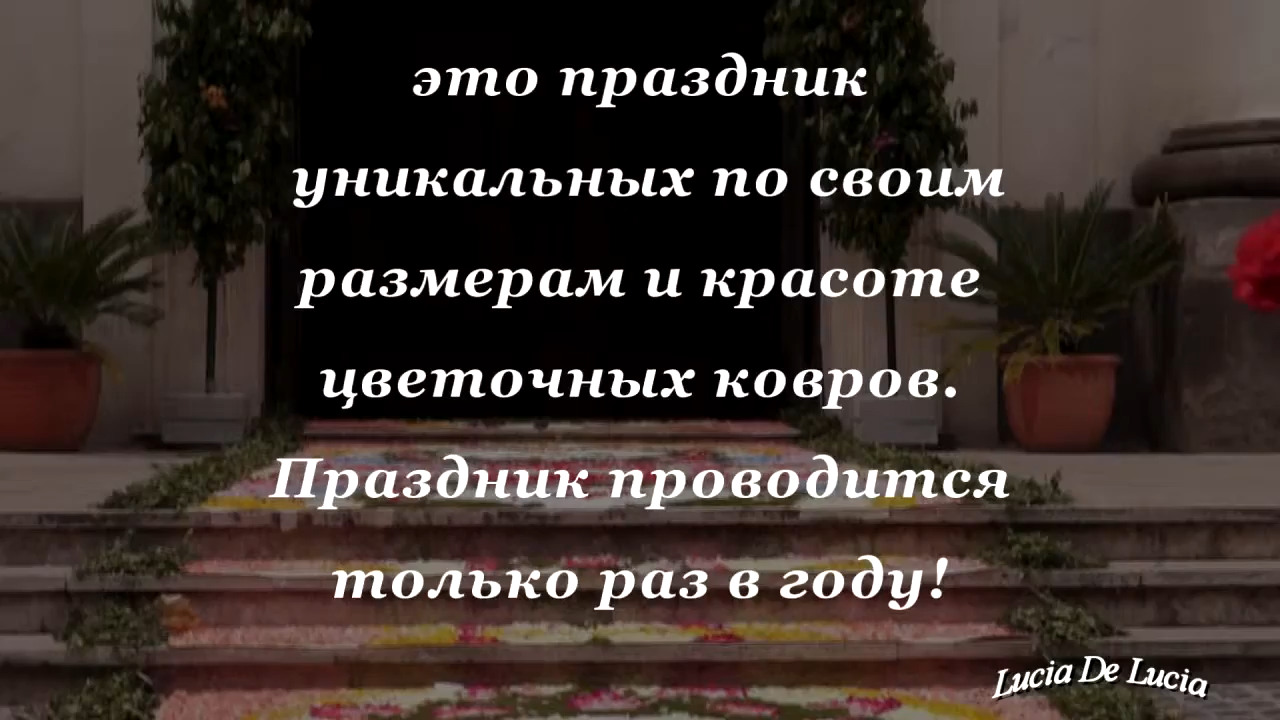 это праздник
уникальных по своим
размерам и красоте
цветочных ковров.
Праздник проводится
только раз в году!
Lucia De Lucia